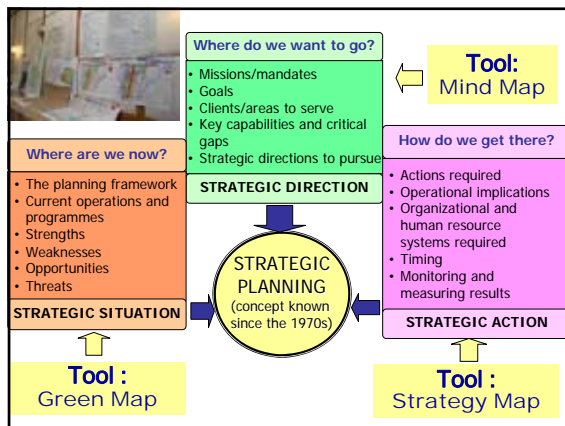 Where do we want to go?
• Missions/mandates
• Goals
• Clients/areas to serve
• Key capabilities and critical
gaps
• Strategic directions to pursue
STRATEGIC DIRECTION
Tool:
Mind Map
Where are we now?
• The planning framework
• Current operations and
programmes
• Strengths
• Weaknesses
• Opportunities
• Threats
STRATEGIC SITUATION
Tool :
Green Map
STRATEGIC
PLANNING
(concept known
since the 1970s)
How do we get there?
• Actions required
• Operational implications
• Organizational and
human resource
systems required
• Timing
• Monitoring and
measuring results
STRATEGIC ACTION
Tool :
Strategy Map